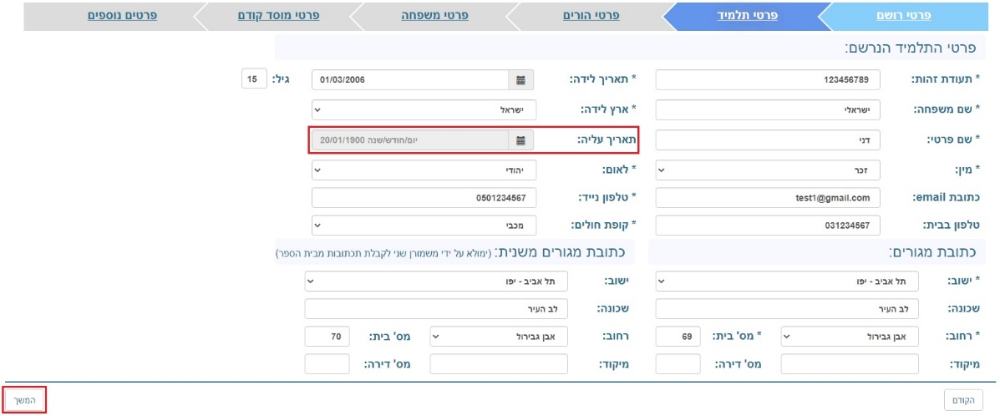 פרטי רושם פרטי תלמיד פרטי הורים פרטי משפחה פרטי מוסד קודם פרטים נוספים
פרטי התלמיד הנרשם:
* תעודת זהות: 123456789 * תאריך לידה: 01/03/2006 גיל: 15
* שם משפחה: ישראלי * ארץ לידה: ישראל
* שם פרטי: דני תאריך עליה: יום/חודש/שנה 20/01/1900
* מין: זכר * לאום: יהודי
כתובת email: test1@gmail.com * טלפון נייד: 0501234567
טלפון בבית: 031234567 * קופת חולים: מכבי
כתובת מגורים: כתובת מגורים משנית: (ימולא על ידי משמורן שני לקבלת תכתובות מבית הספר)
* ישוב: תל אביב - יפו ישוב: תל אביב - יפו
שכונה: לב העיר שכונה: לב העיר
* רחוב: אבן גבירול * מס' בית: 69 רחוב: אבן גבירול מס' בית: 70
מיקוד: מס' דירה: מיקוד: מס' דירה:
הקודם המשך